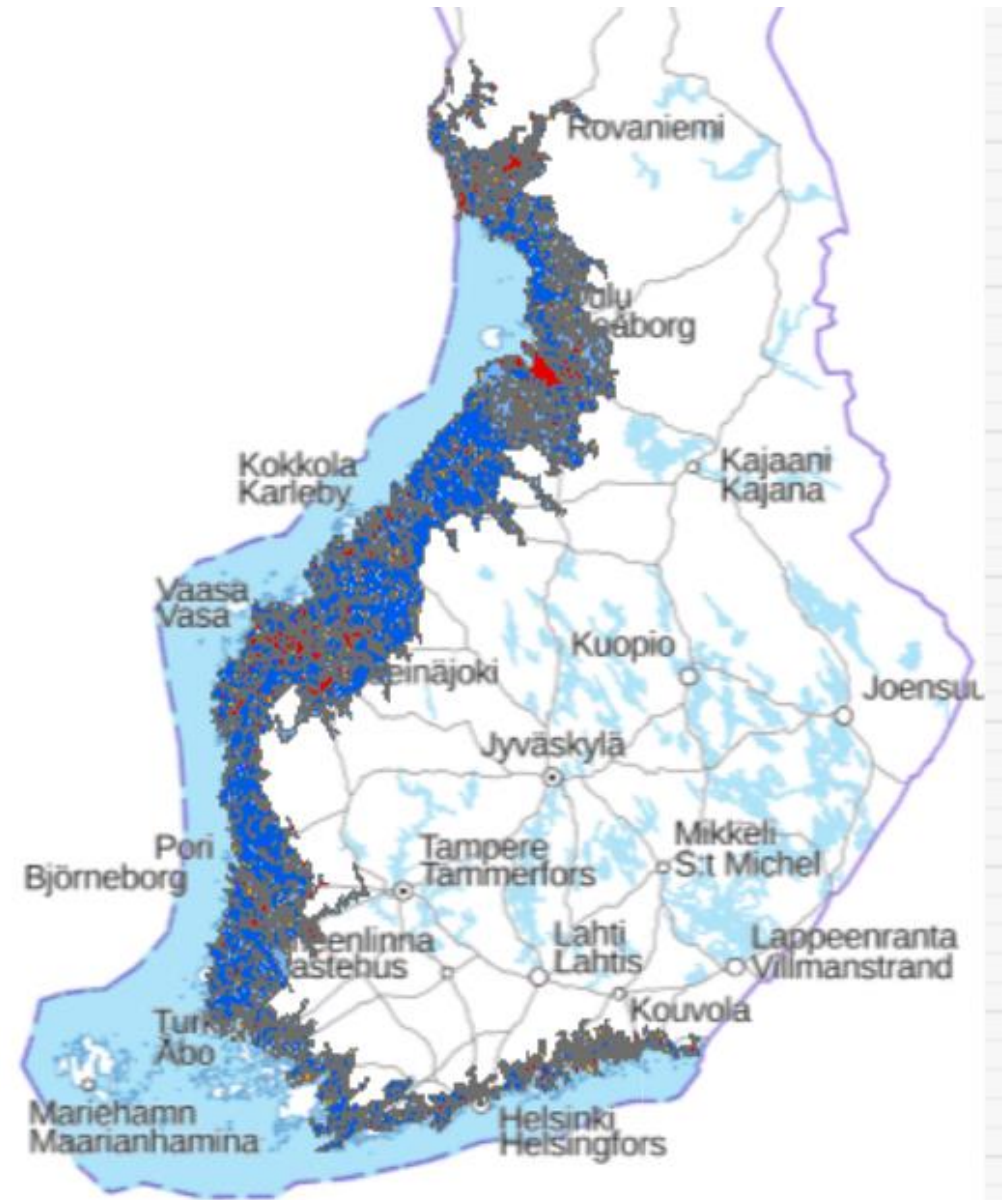 Rovaniemi
Kokkola
Karleby
Kajaani
Kajana
Vaasa
Vasa
Kuopio
Joensuu
Jyväskylä
Pori
Björneborg
Tampere
Tammerfors
Mikkeli
S:t Michel
Lahti
Lahtis
Lappeenranta
Villmanstrand
Kouvola
Åbo
Mariehamn
Maarianhamina
Helsinki
Helsingfors